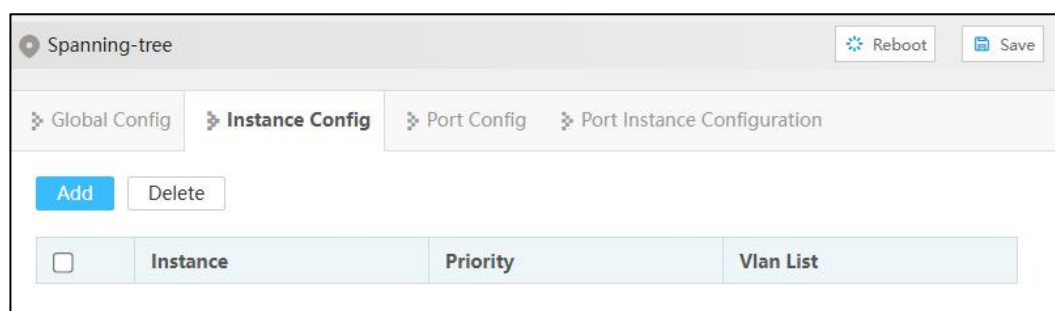 Spanning-tree Reboot Save
Global Config Instance Config Port Config Port Instance Configuration
Add Delete
Instance Priority Vlan List